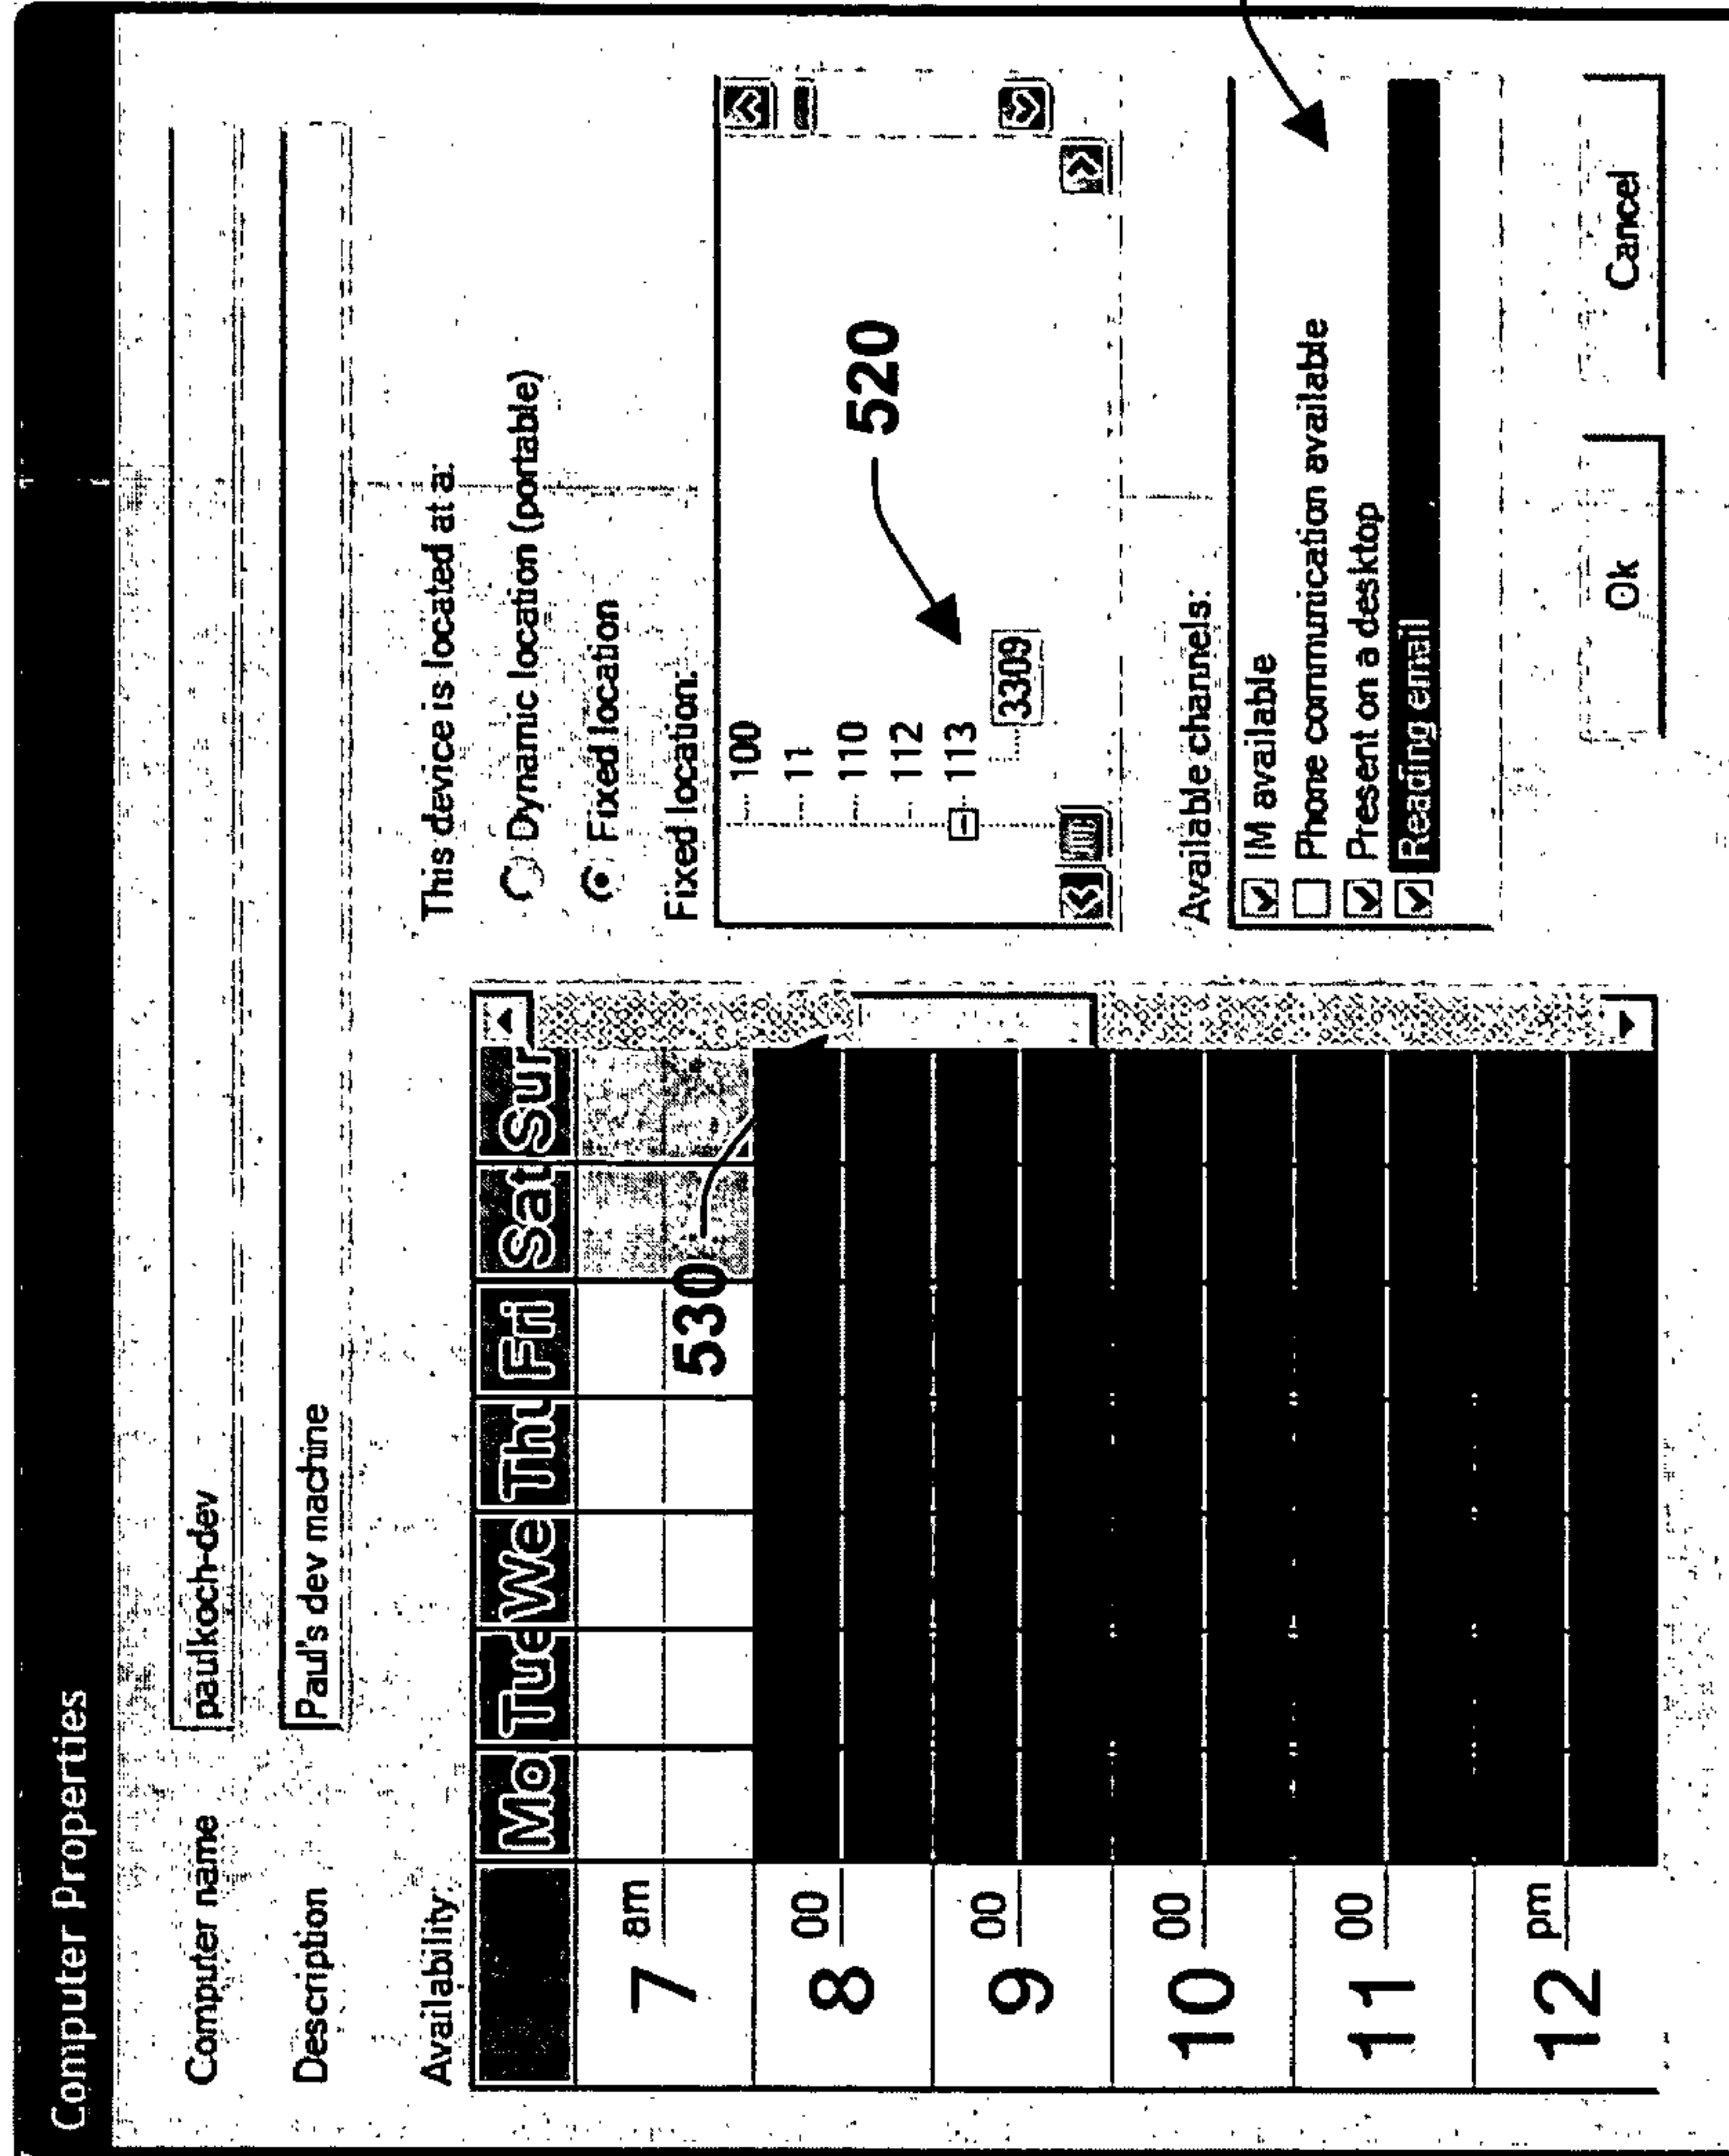 Computer Properties
Computer name paulkoch-dev
Description Paul's dev machine
Availability:
Mo Tue We Thu Fri Sat Sur
7 am
530
8 00
9 00
10 00
11 00
12 pm
This device is located at a:
Dynamic location (portable)
Fixed location
Fixed location:
100
11
110
112
113
3309
520
Available channels:
IM available
Phone communication available
Present on a desktop
Reading email
Ok Cancel